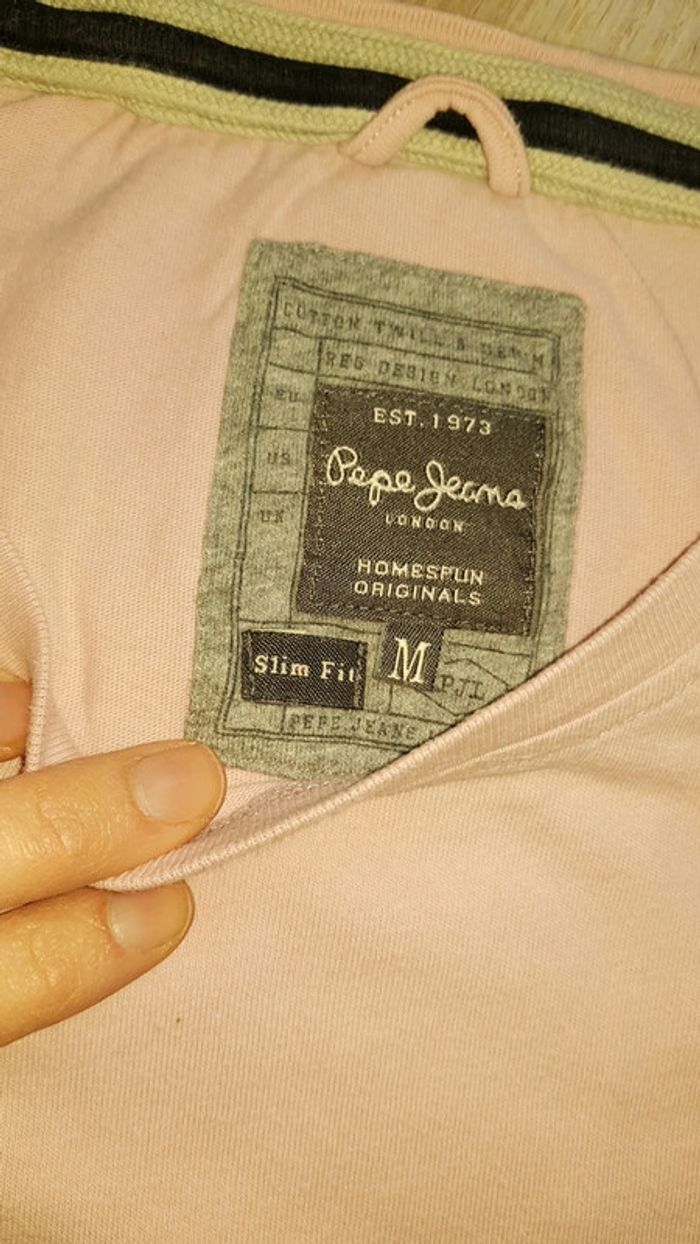 COTTON TWILL & DENIM
REG DESIGN LONDON
EU
US
UK
EST. 1973
Pepe Jeans
LONDON
HOMESPUN
ORIGINALS
Slim Fit
M
PJL
PEPE JEANS